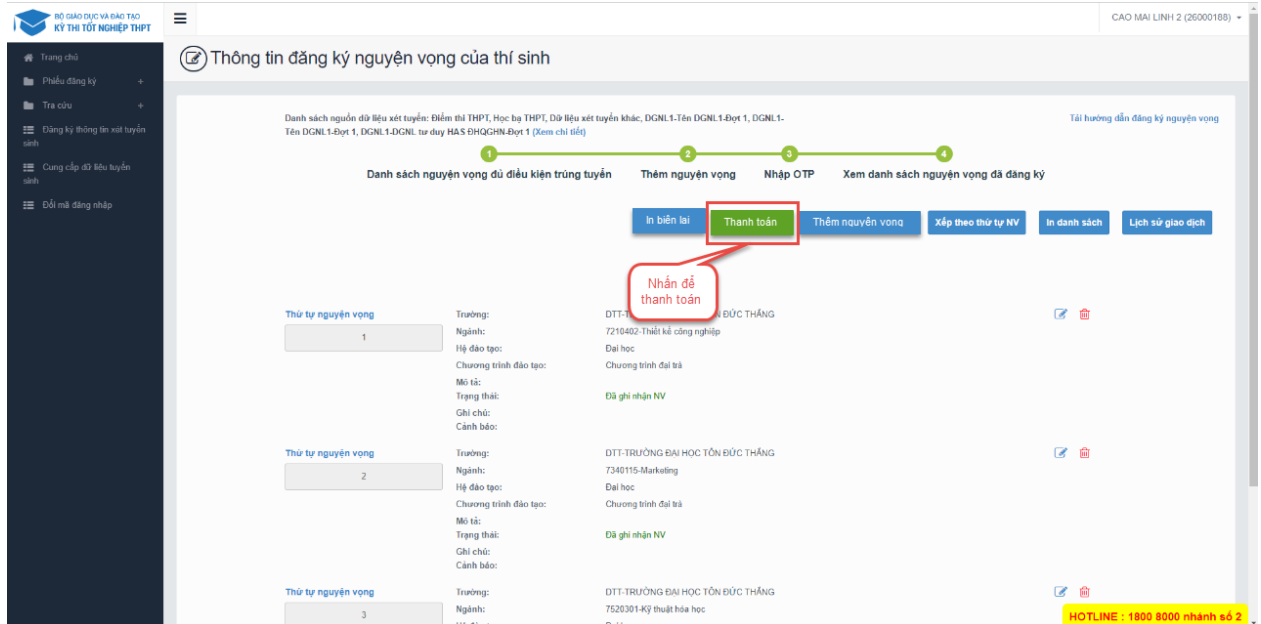 BỘ GIÁO DỤC VÀ ĐÀO TẠO
KỲ THI TỐT NGHIỆP THPT
CAO MAI LINH 2 (26000188)
Trang chủ
Phiếu đăng ký +
Tra cứu +
Đăng ký thông tin xét tuyển sinh
Cung cấp dữ liệu tuyển sinh
Đổi mã đăng nhập
Thông tin đăng ký nguyện vọng của thí sinh
Danh sách nguồn dữ liệu xét tuyển: Điểm thi THPT, Học bạ THPT, Dữ liệu xét tuyển khác, DGNL1-Tên DGNL1-Đợt 1, DGNL1-
Tên DGNL1-Đợt 1, DGNL1-DGNL tư duy HAS ĐHQGHN-Đợt 1 (Xem chi tiết)
Tải hướng dẫn đăng ký nguyện vọng
1 2 3 4
Danh sách nguyện vọng đủ điều kiện trúng tuyển Thêm nguyện vọng Nhập OTP Xem danh sách nguyện vọng đã đăng ký
In biên lai Thanh toán Thêm nguyện vọng Xếp theo thứ tự NV In danh sách Lịch sử giao dịch
Nhấn để
thanh toán
Thứ tự nguyện vọng
1
Trường: DTT-T N ĐỨC THẮNG
Ngành: 7210402-Thiết kế công nghiệp
Hệ đào tạo: Đại học
Chương trình đào tạo: Chương trình đại trà
Mô tả:
Trạng thái: Đã ghi nhận NV
Ghi chú:
Cảnh báo:
Thứ tự nguyện vọng
2
Trường: DTT-TRƯỜNG ĐẠI HỌC TÔN ĐỨC THẮNG
Ngành: 7340115-Marketing
Hệ đào tạo: Đại học
Chương trình đào tạo: Chương trình đại trà
Mô tả:
Trạng thái: Đã ghi nhận NV
Ghi chú:
Cảnh báo:
Thứ tự nguyện vọng
3
Trường: DTT-TRƯỜNG ĐẠI HỌC TÔN ĐỨC THẮNG
Ngành: 7520301-Kỹ thuật hóa học
HOTLINE : 1800 8000 nhánh số 2